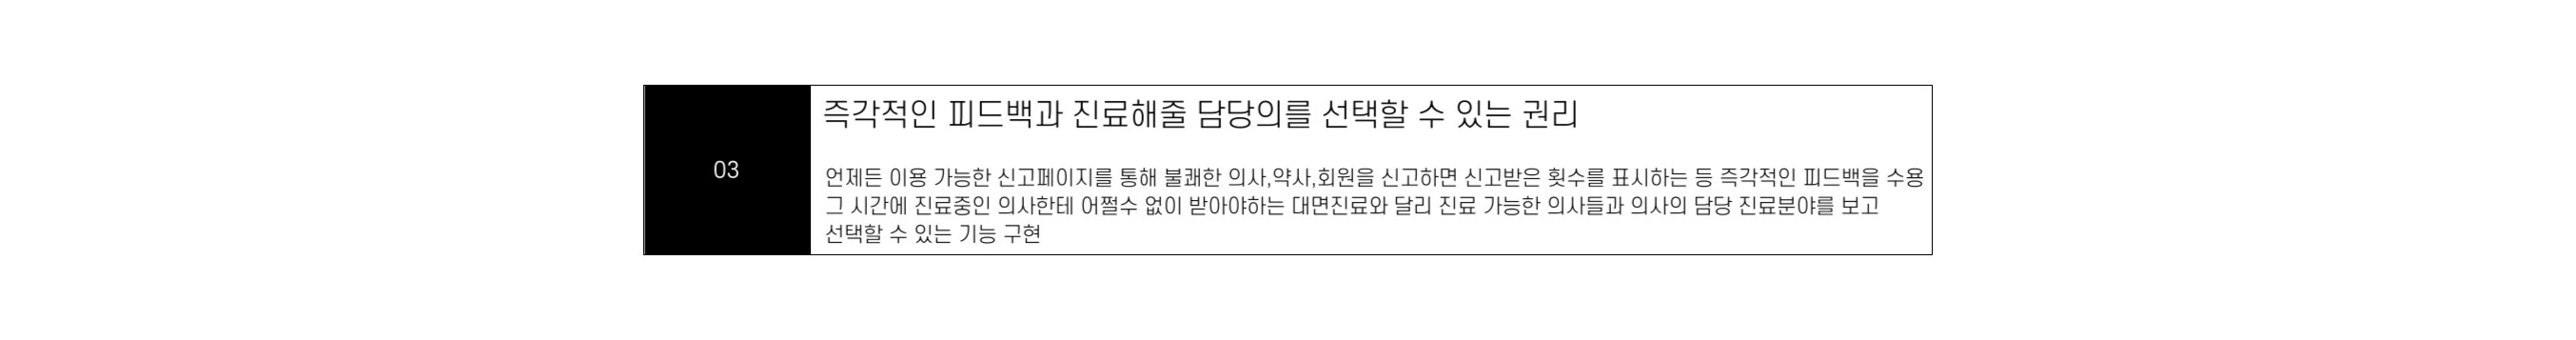 03
즉각적인 피드백과 진료해줄 담당의를 선택할 수 있는 권리
언제든 이용 가능한 신고페이지를 통해 불쾌한 의사,약사,회원을 신고하면 신고받은 횟수를 표시하는 등 즉각적인 피드백을 수용
그 시간에 진료중인 의사한테 어쩔수 없이 받아야하는 대면진료와 달리 진료 가능한 의사들과 의사의 담당 진료분야를 보고
선택할 수 있는 기능 구현